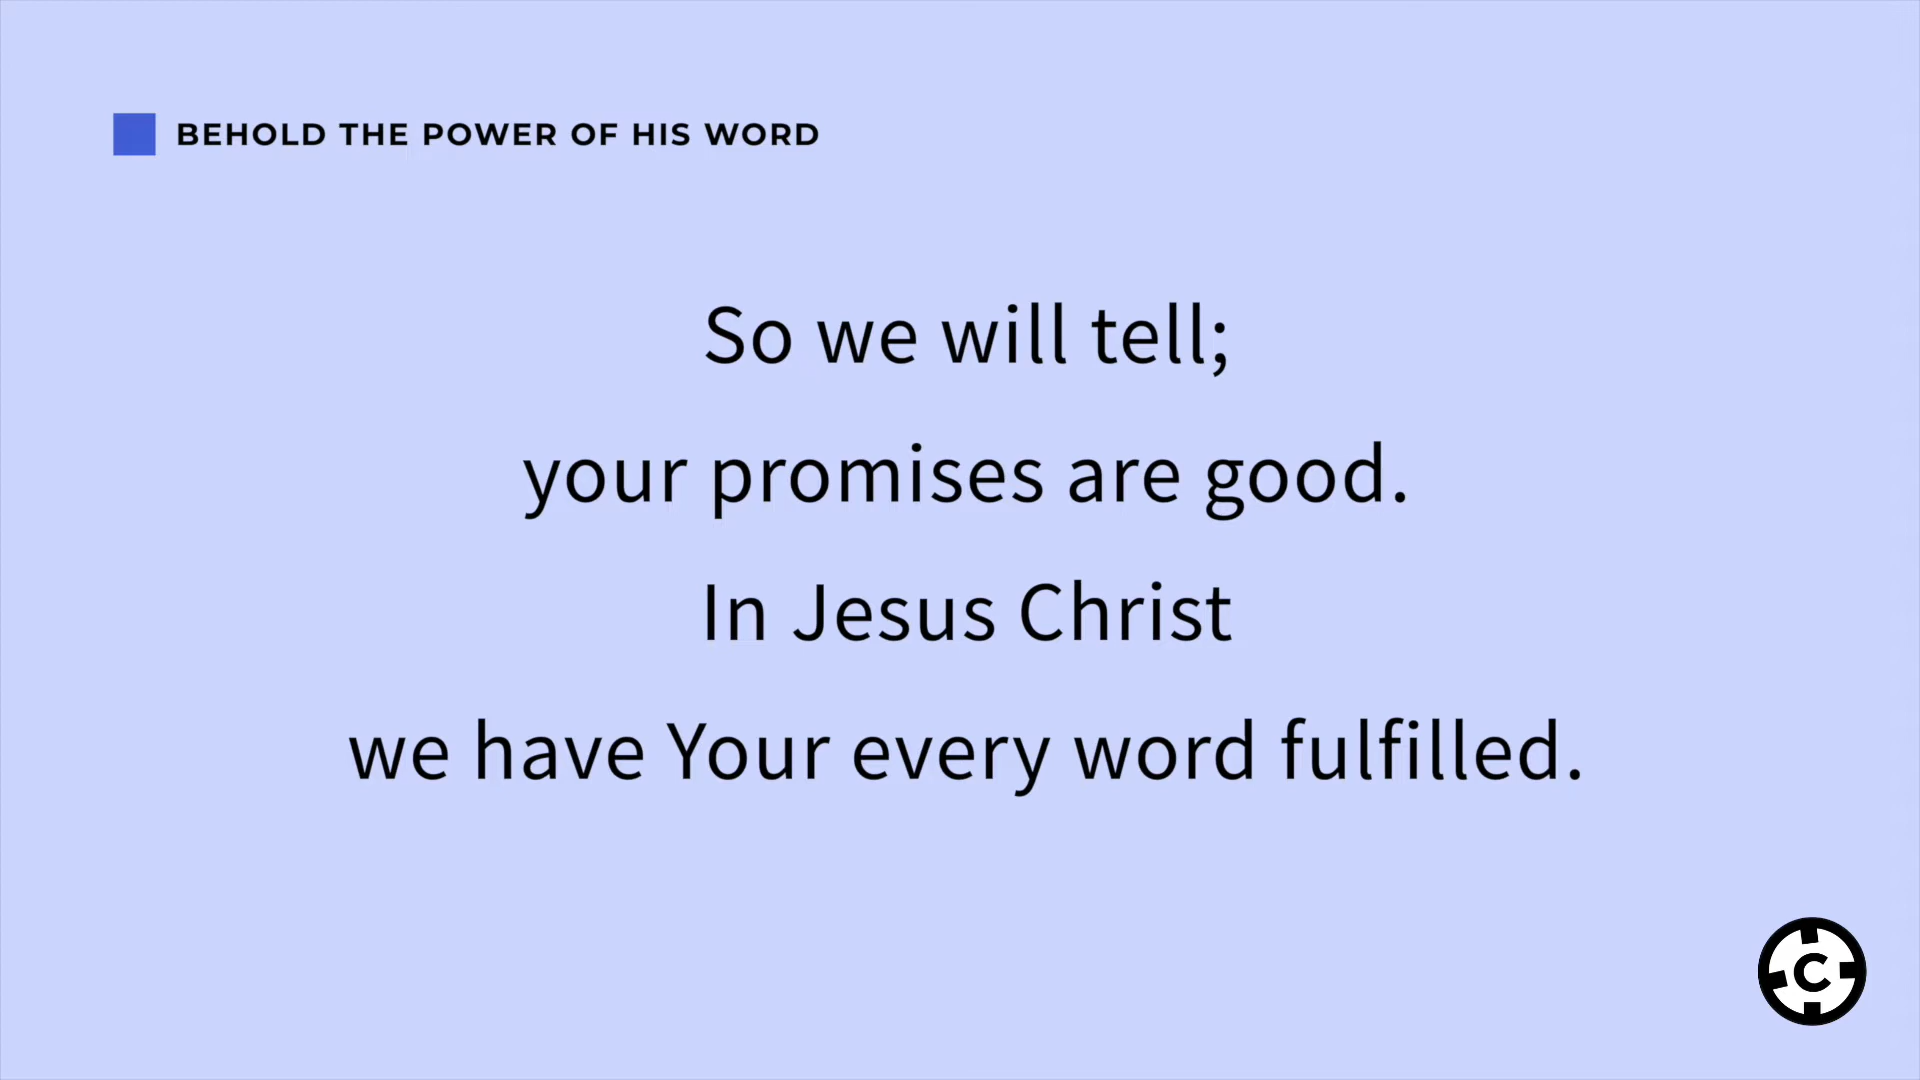 BEHOLD THE POWER OF HIS WORD
So we will tell;
your promises are good.
In Jesus Christ
we have Your every word fulfilled.
C